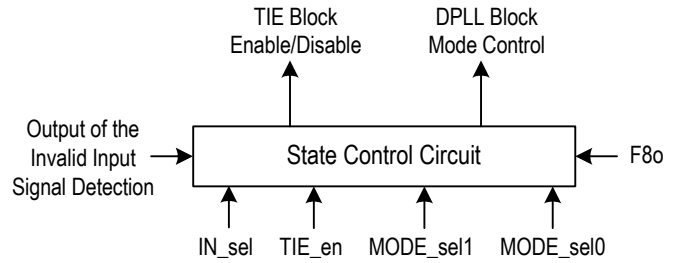 TIE Block
Enable/Disable
DPLL Block
Mode Control
Output of the
Invalid Input
Signal Detection
State Control Circuit
F8o
IN_sel
TIE_en
MODE_sel1
MODE_sel0